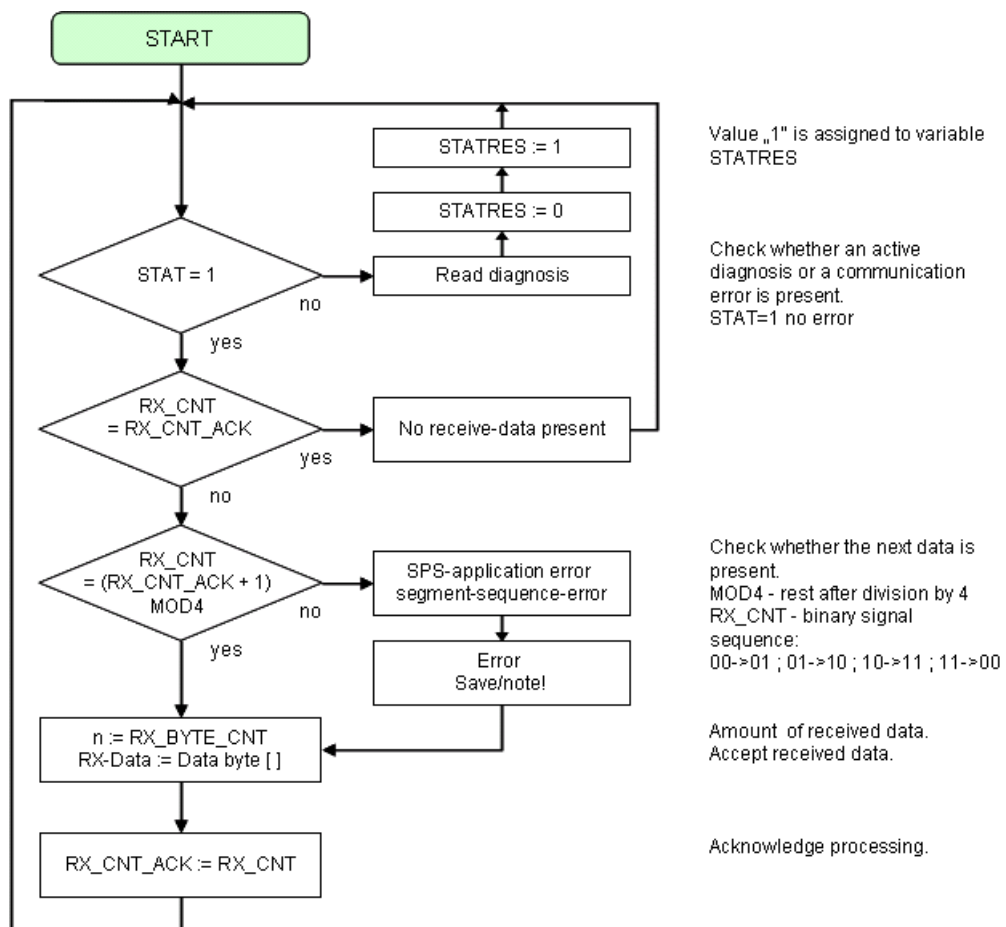 START
STATRES := 1
Value „1" is assigned to variable
STATRES
STATRES := 0
STAT = 1
no
yes
Read diagnosis
Check whether an active
diagnosis or a communication
error is present.
STAT=1 no error
RX_CNT
= RX_CNT_ACK
yes
no
No receive-data present
RX_CNT
= (RX_CNT_ACK + 1)
MOD4
no
yes
SPS-application error
segment-sequence-error
Error
Save/note!
Check whether the next data is
present.
MOD4 - rest after division by 4
RX_CNT - binary signal
sequence:
00->01 ; 01->10 ; 10->11 ; 11->00
n := RX_BYTE_CNT
RX-Data := Data byte [ ]
Amount of received data.
Accept received data.
RX_CNT_ACK := RX_CNT
Acknowledge processing.